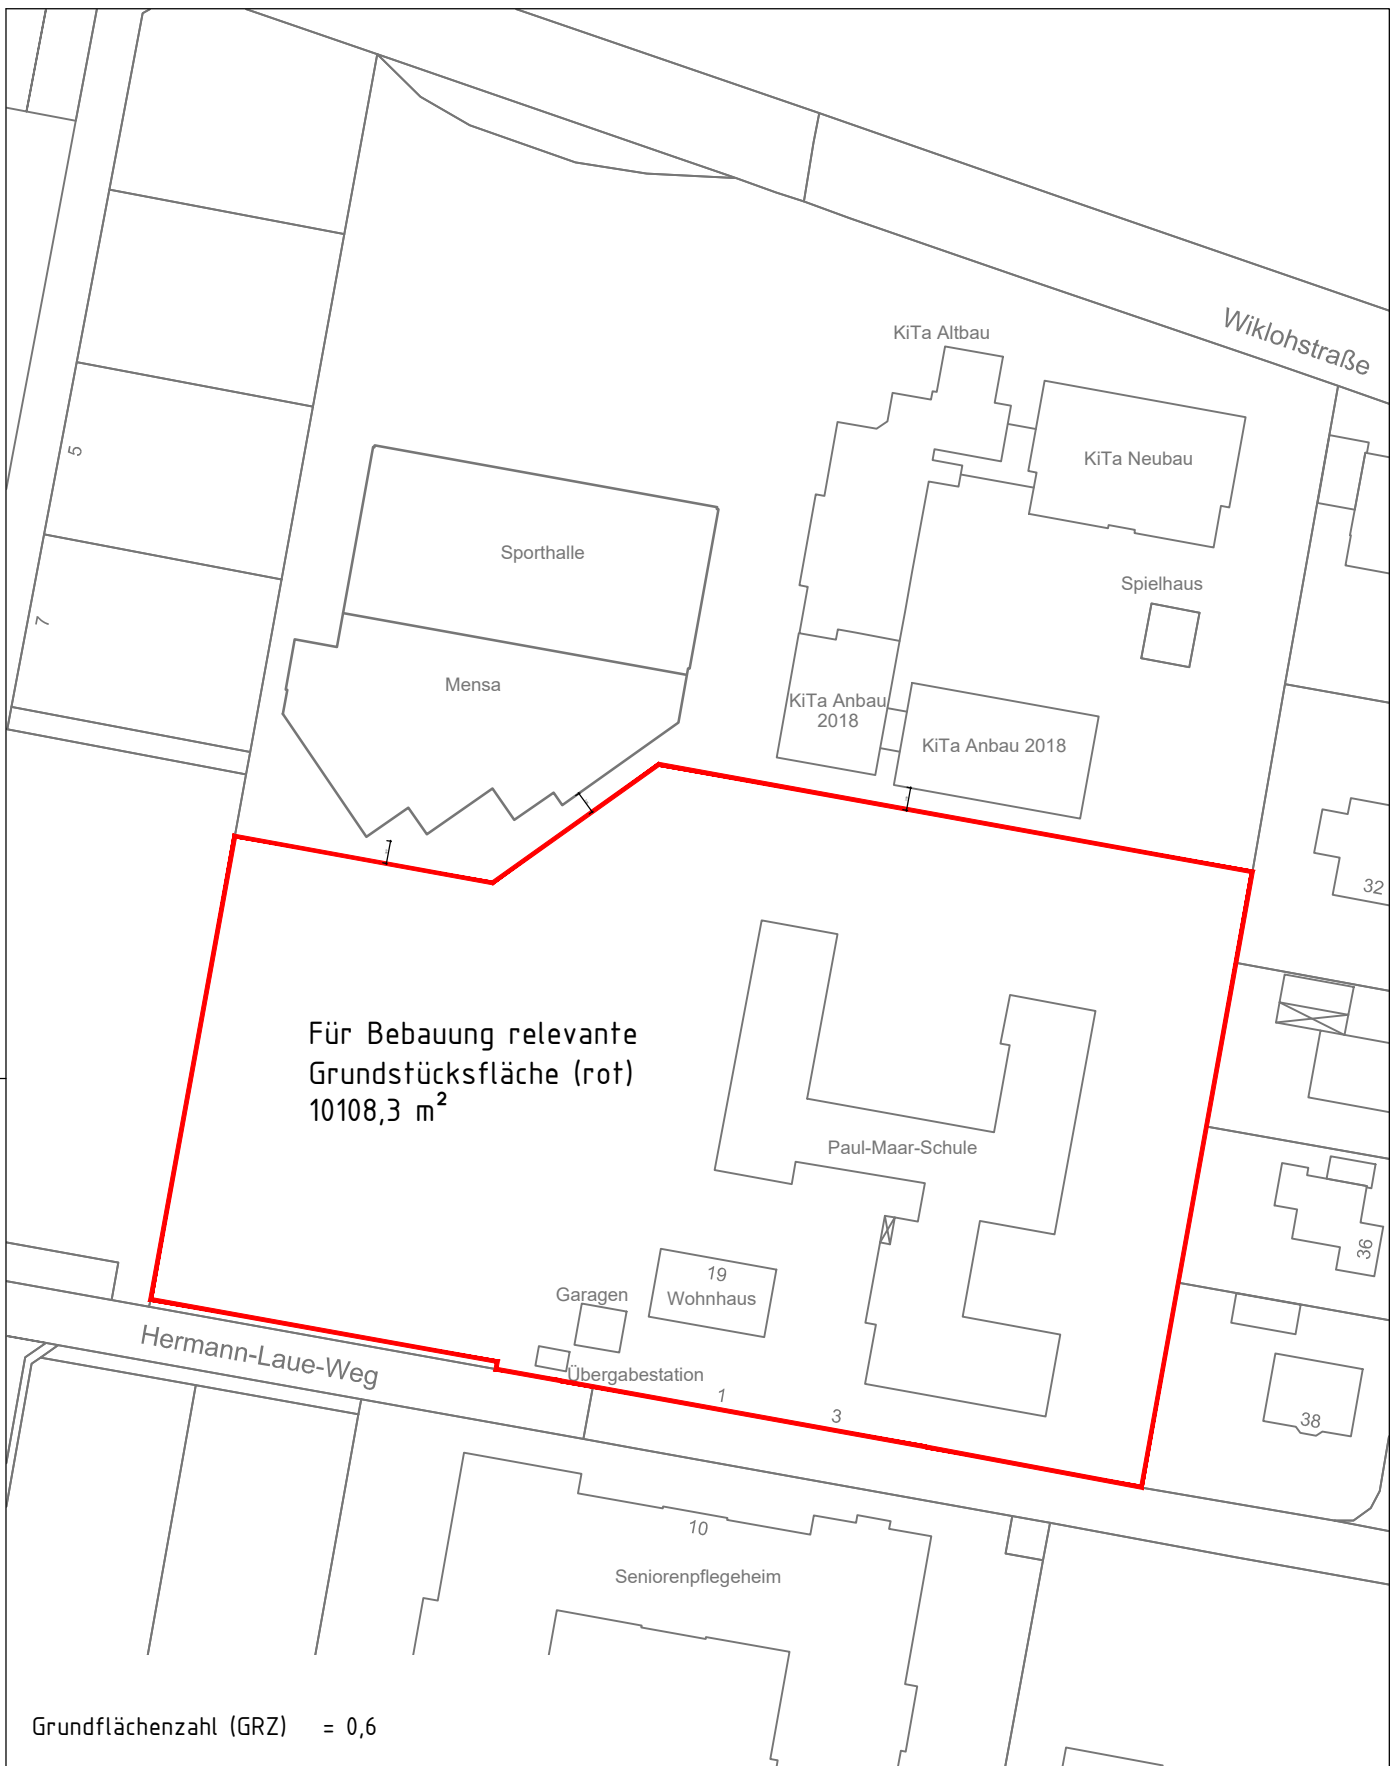 Wiklohstraße
KiTa Altbau
KiTa Neubau
5
Sporthalle
Spielhaus
7
Mensa
KiTa Anbau
2018
KiTa Anbau 2018
32
Für Bebauung relevante
Grundstücksfläche (rot)
10108,3 m²
Paul-Maar-Schule
36
19
Wohnhaus
Garagen
Hermann-Laue-Weg
Übergabestation
1
3
38
10
Seniorenpflegeheim
Grundflächenzahl (GRZ) = 0,6